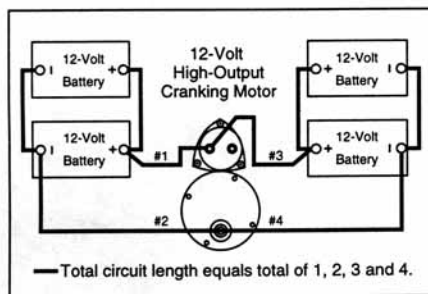 12-Volt
Battery
12-Volt
High-Output
Cranking Motor
12-Volt
Battery
12-Volt
Battery
12-Volt
Battery
#1
#3
#2
#4
Total circuit length equals total of 1, 2, 3 and 4.